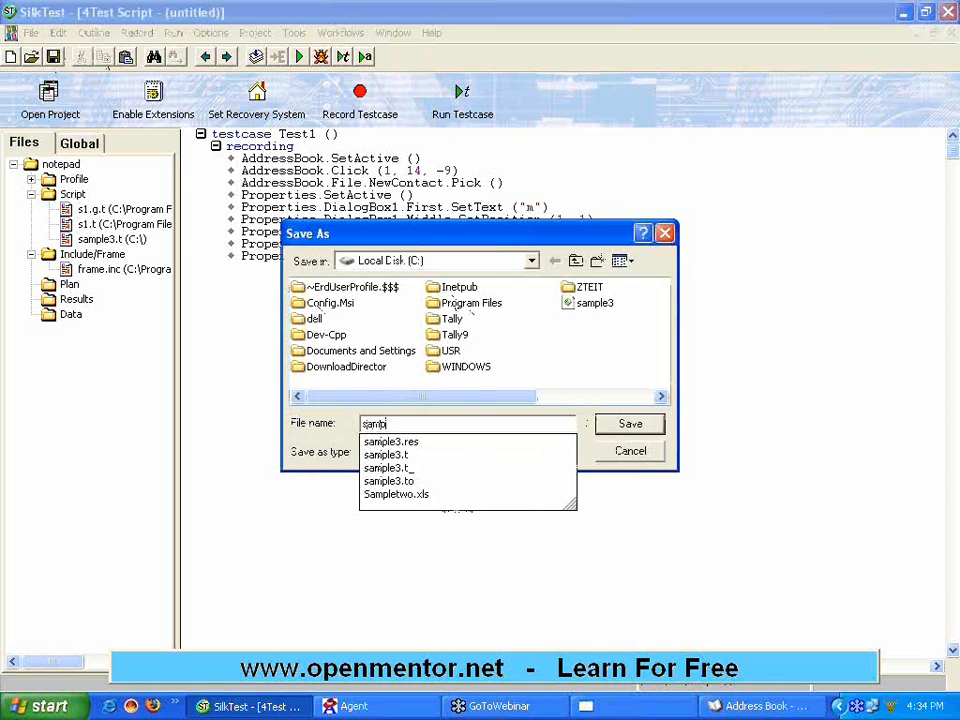 SilkTest - [4Test Script - (untitled)]
File Edit Outline Record Run Options Project Tools Workflows Window Help
Open Project Enable Extensions Set Recovery System Record Testcase Run Testcase
Files Global
notepad
Profile
Script
s1.g.t (C:\Program F
s1.t (C:\Program File
sample3.t (C:\)
Include/Frame
frame.inc (C:\Progra
Plan
Results
Data
testcase Test1 ()
recording
AddressBook.SetActive ()
AddressBook.Click (1, 14, -9)
AddressBook.File.NewContact.Pick ()
Properties.SetActive ()
Properties.DialogBox1.First.SetText ("m")
Save As
Save in: Local Disk (C:)
~ErdUserProfile.$$$ Inetpub ZTEIT
Config.Msi Program Files sample3
dell Tally
Dev-Cpp Tally9
Documents and Settings USR
DownloadDirector WINDOWS
File name: samp Save
Save as type: Cancel
sample3.res
sample3.t
sample3.t_
sample3.to
Sampletwo.xls
www.openmentor.net - Learn For Free
start SilkTest - [4Test ... Agent GoToWebinar Address Book - ... 4:34 PM